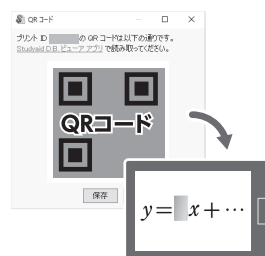 QRコード
プリント ID の QR コードは以下の通りです。
Studyaid D.B. ビューア アプリ で読み取ってください。
QRコード
保存
y= x+⋯